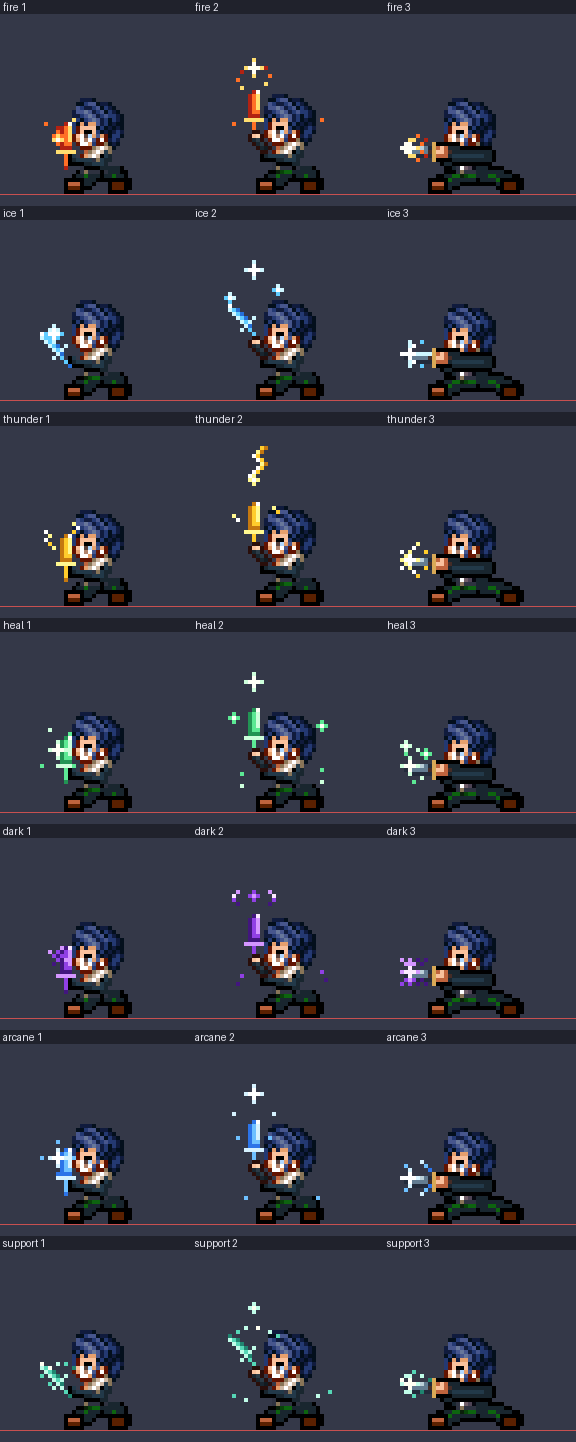 fire 1 fire 2 fire 3
ice 1 ice 2 ice 3
thunder 1 thunder 2 thunder 3
heal 1 heal 2 heal 3
dark 1 dark 2 dark 3
arcane 1 arcane 2 arcane 3
support 1 support 2 support 3